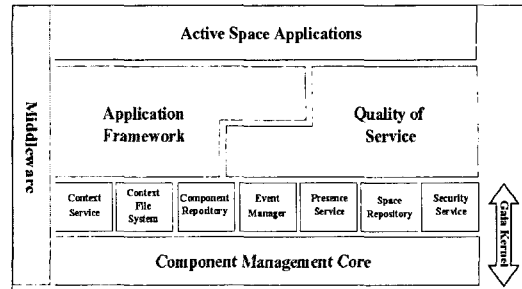 Active Space Applications
Middleware
Application
Framework
Quality of
Service
Context
Service
Context
File
System
Component
Repository
Event
Manager
Presence
Service
Space
Repository
Security
Service
Gaia Kernel
Component Management Core